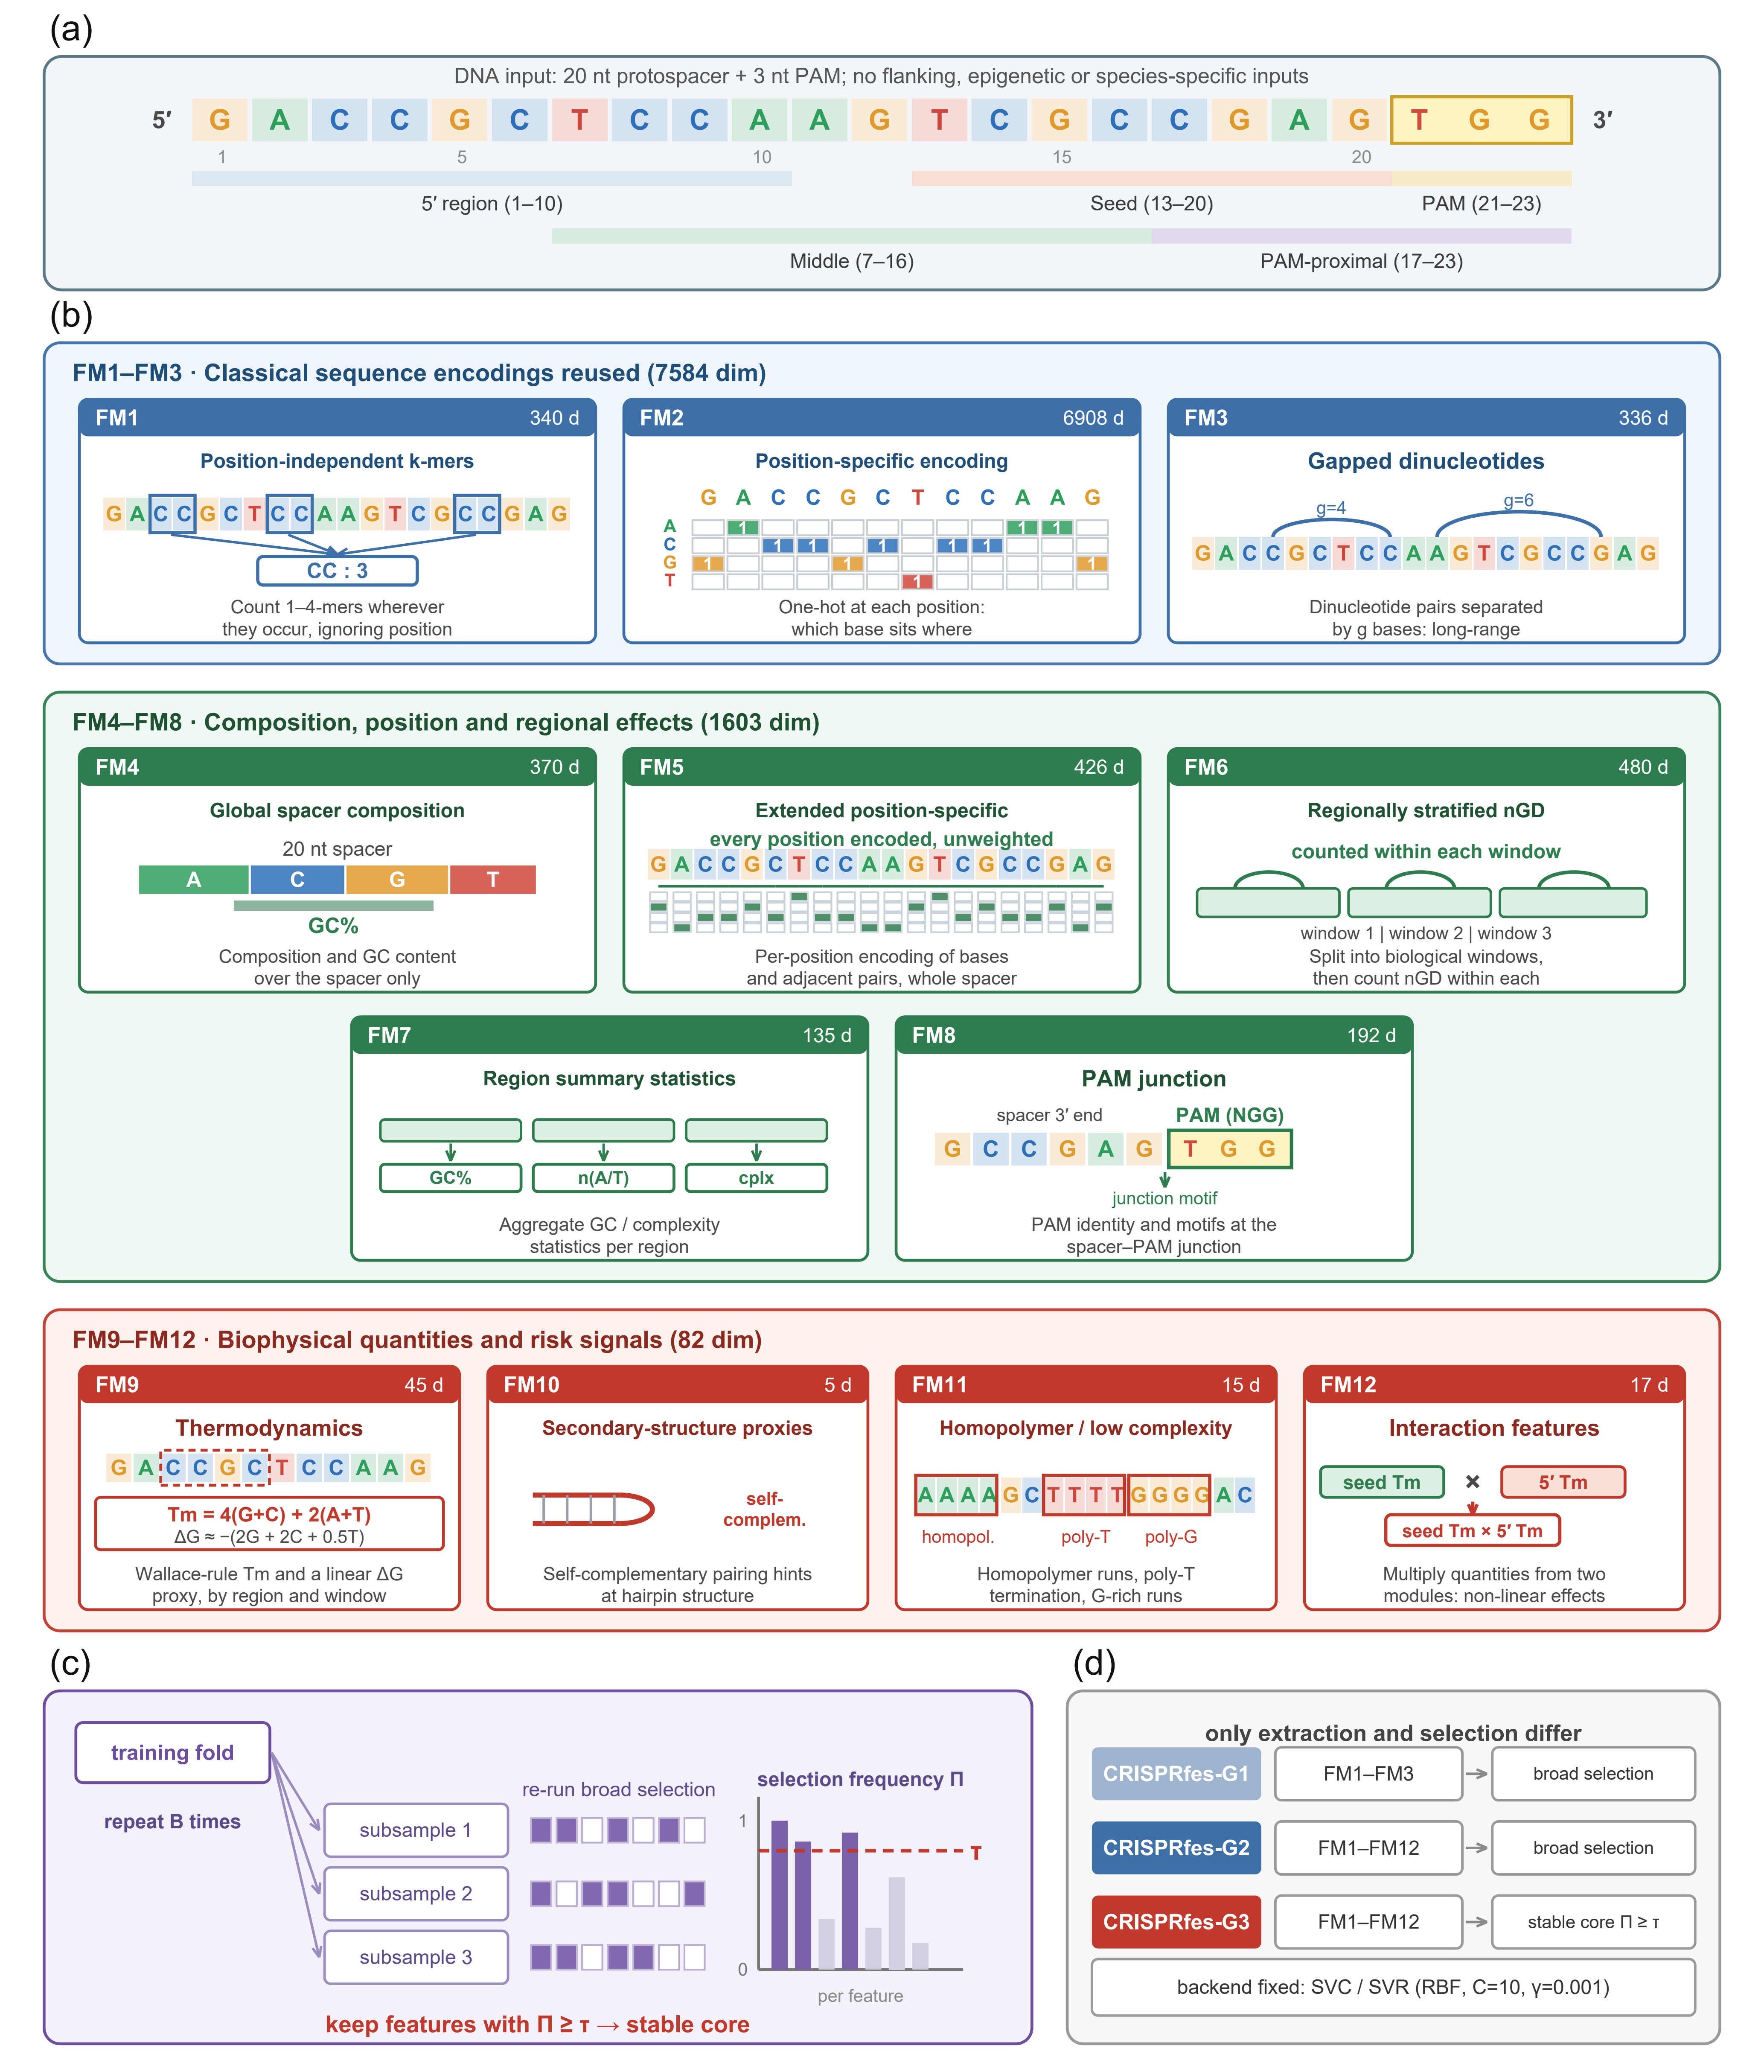 (a)
DNA input: 20 nt protospacer + 3 nt PAM; no flanking, epigenetic or species-specific inputs
5′ G A C C G C T C C A A G T C G C C G A G T G G 3′
1 5 10 15 20
5′ region (1–10) Seed (13–20) PAM (21–23)
Middle (7–16) PAM-proximal (17–23)
(b)
FM1–FM3 · Classical sequence encodings reused (7584 dim)
FM1 340 d
Position-independent k-mers
G A C C G C T C C A A G T C G C C G A G
CC : 3
Count 1–4-mers wherever
they occur, ignoring position
FM2 6908 d
Position-specific encoding
G A C C G C T C C A A G
A 1 1 1
C 1 1 1 1 1
G 1 1 1
T 1
One-hot at each position:
which base sits where
FM3 336 d
Gapped dinucleotides
g=4 g=6
G A C C G C T C C A A G T C G C C G A G
Dinucleotide pairs separated
by g bases: long-range
FM4–FM8 · Composition, position and regional effects (1603 dim)
FM4 370 d
Global spacer composition
20 nt spacer
A C G T
GC%
Composition and GC content
over the spacer only
FM5 426 d
Extended position-specific
every position encoded, unweighted
G A C C G C T C C A A G T C G C C G A G
Per-position encoding of bases
and adjacent pairs, whole spacer
FM6 480 d
Regionally stratified nGD
counted within each window
window 1 | window 2 | window 3
Split into biological windows,
then count nGD within each
FM7 135 d
Region summary statistics
GC% n(A/T) cplx
Aggregate GC / complexity
statistics per region
FM8 192 d
PAM junction
spacer 3′ end PAM (NGG)
G C C G A G T G G
junction motif
PAM identity and motifs at the
spacer–PAM junction
FM9–FM12 · Biophysical quantities and risk signals (82 dim)
FM9 45 d
Thermodynamics
G A C C G C T C C A A G
Tm = 4(G+C) + 2(A+T)
ΔG ≈ −(2G + 2C + 0.5T)
Wallace-rule Tm and a linear ΔG
proxy, by region and window
FM10 5 d
Secondary-structure proxies
self-
complem.
Self-complementary pairing hints
at hairpin structure
FM11 15 d
Homopolymer / low complexity
A A A A G C T T T T G G G G A C
homopol. poly-T poly-G
Homopolymer runs, poly-T
termination, G-rich runs
FM12 17 d
Interaction features
seed Tm × 5′ Tm
seed Tm × 5′ Tm
Multiply quantities from two
modules: non-linear effects
(c)
training fold
repeat B times
subsample 1
subsample 2
subsample 3
re-run broad selection
selection frequency Π
1
τ
0
per feature
keep features with Π ≥ τ → stable core
(d)
only extraction and selection differ
CRISPRfes-G1 FM1–FM3 → broad selection
CRISPRfes-G2 FM1–FM12 → broad selection
CRISPRfes-G3 FM1–FM12 → stable core Π ≥ τ
backend fixed: SVC / SVR (RBF, C=10, γ=0.001)